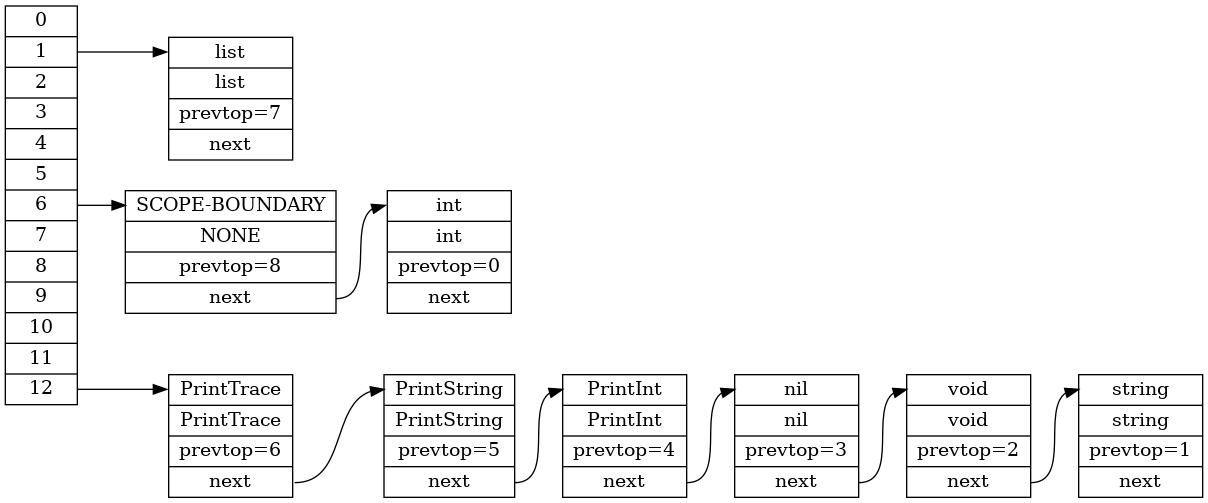 0
1
2
3
4
5
6
7
8
9
10
11
12
list
list
prevtop=7
next
SCOPE-BOUNDARY
NONE
prevtop=8
next
int
int
prevtop=0
next
PrintTrace
PrintTrace
prevtop=6
next
PrintString
PrintString
prevtop=5
next
PrintInt
PrintInt
prevtop=4
next
nil
nil
prevtop=3
next
void
void
prevtop=2
next
string
string
prevtop=1
next